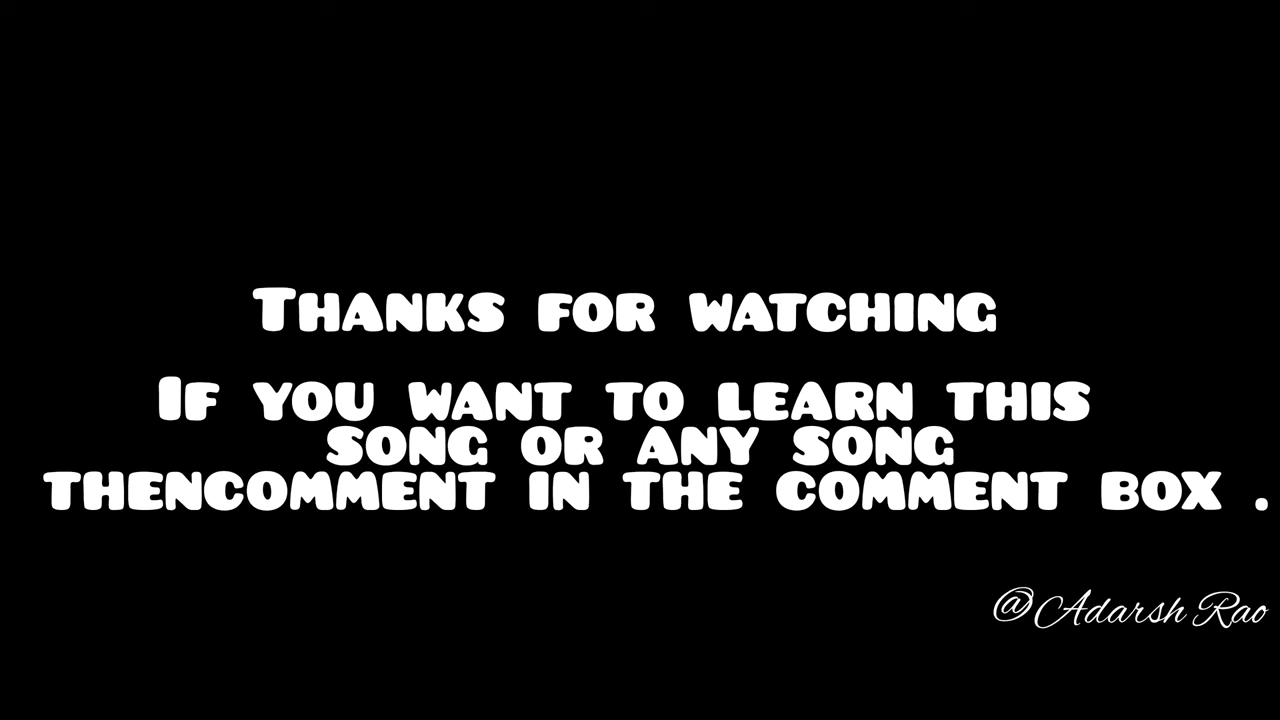 Thanks for watching
If you want to learn this
song or any song
thencomment in the comment box .
@Adarsh Rao